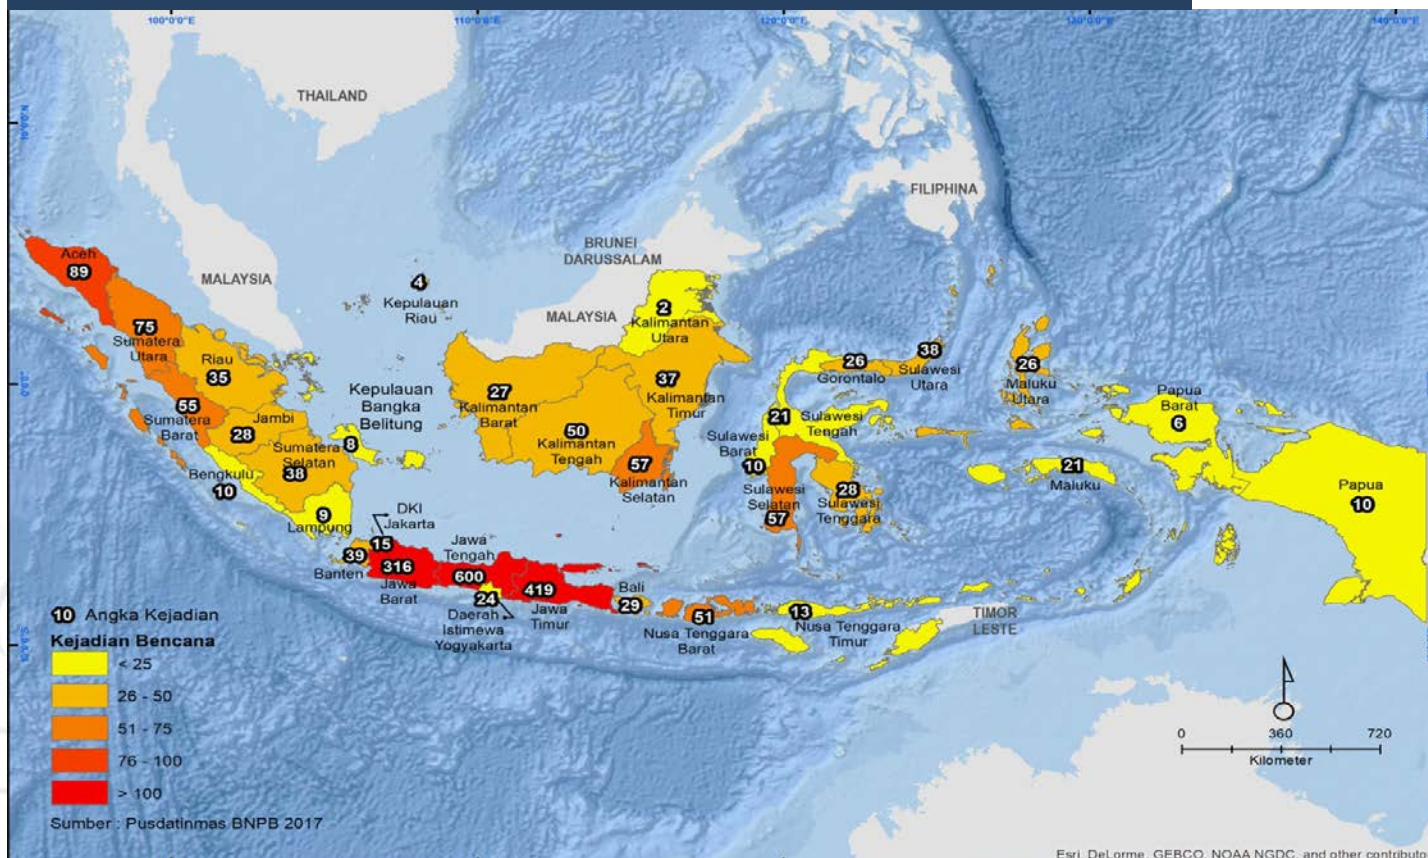 100°0'0"E
110°0'0"E
120°0'0"E
130°0'0"E
140°0'0"E
THAILAND
FILIPHINA
BRUNEI
DARUSSALAM
MALAYSIA
MALAYSIA
Aceh
89
4
Kepulauan
Riau
75
Sumatera
Utara
Riau
35
55
Sumatera
Barat
Jambi
28
Kepulauan
Bangka
Belitung
8
Sumatera
Selatan
38
Bengkulu
10
9
Lampung
2
Kalimantan
Utara
27
Kalimantan
Barat
37
Kalimantan
Timur
50
Kalimantan
Tengah
57
Kalimantan
Selatan
26
Gorontalo
38
Sulawesi
Utara
26
Maluku
Utara
21
Sulawesi
Tengah
Sulawesi
Barat
10
Sulawesi
Selatan
57
28
Sulawesi
Tenggara
21
Maluku
Papua
Barat
6
Papua
10
DKI
Jakarta
15
39
Banten
316
Jawa
Barat
Jawa
Tengah
600
24
Daerah
Istimewa
Yogyakarta
419
Jawa
Timur
Bali
29
51
Nusa Tenggara
Barat
13
Nusa Tenggara
Timur
TIMOR
LESTE
10 Angka Kejadian
Kejadian Bencana
< 25
26 - 50
51 - 75
76 - 100
> 100
Sumber : Pusdatinmas BNPB 2017
0 360 720
Kilometer
Esri, DeLorme, GEBCO, NOAA NGDC, and other